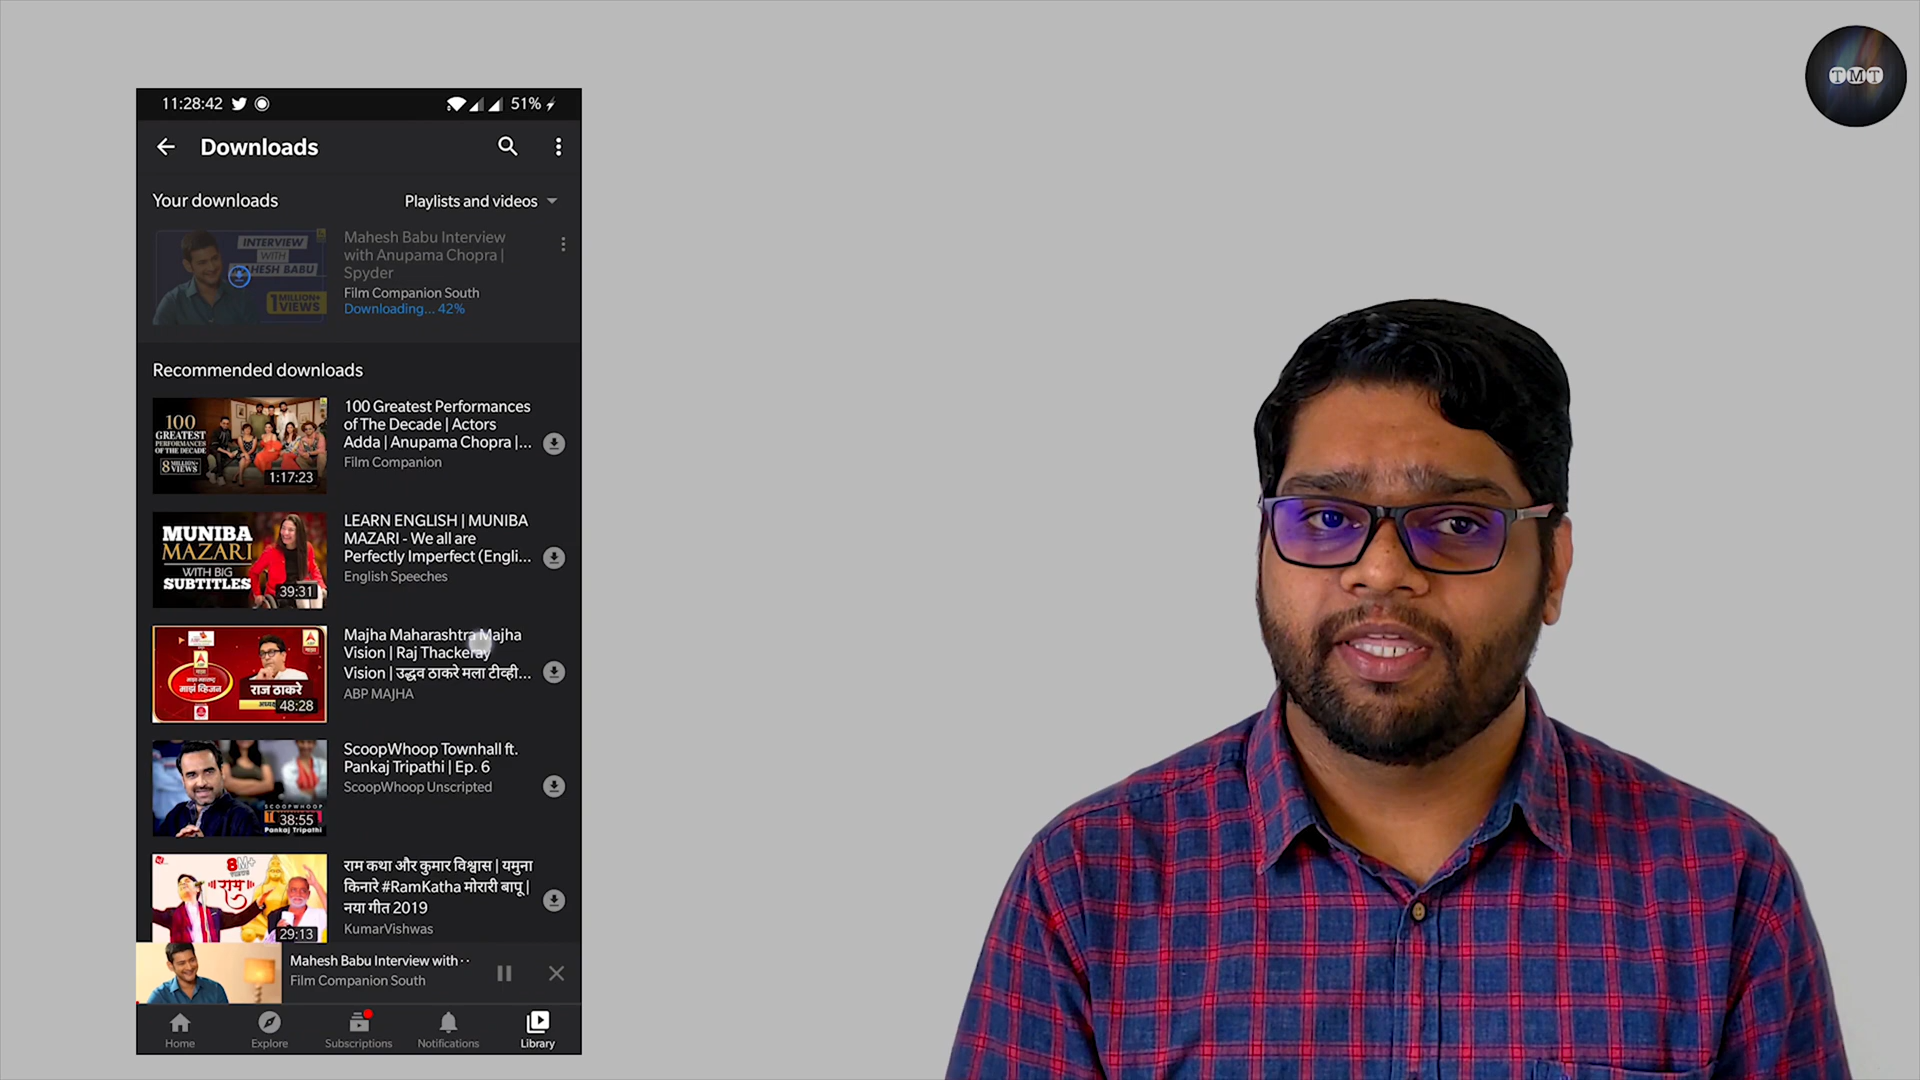 TMT
11:28:42
51%
Downloads
Your downloads
Playlists and videos
INTERVIEW
WITH
MAHESH BABU
1 MILLION+
VIEWS
Mahesh Babu Interview
with Anupama Chopra |
Spyder
Film Companion South
Downloading... 42%
Recommended downloads
100
GREATEST
PERFORMANCES
OF THE DECADE
8 MILLION+
VIEWS
1:17:23
100 Greatest Performances
of The Decade | Actors
Adda | Anupama Chopra |...
Film Companion
MUNIBA
MAZARI
WITH BIG
SUBTITLES
39:31
LEARN ENGLISH | MUNIBA
MAZARI - We all are
Perfectly Imperfect (Engli...
English Speeches
माझं व्हिजन
राज ठाकरे
48:28
Majha Maharashtra Majha
Vision | Raj Thackeray
Vision | उद्धव ठाकरे मला टीव्ही...
ABP MAJHA
SCOOPWHOOP
38:55
Pankaj Tripathi
ScoopWhoop Townhall ft.
Pankaj Tripathi | Ep. 6
ScoopWhoop Unscripted
8M+
राम
29:13
राम कथा और कुमार विश्वास | यमुना
किनारे #RamKatha मोरारी बापू |
नया गीत 2019
KumarVishwas
Mahesh Babu Interview with
Film Companion South
Home
Explore
Subscriptions
Notifications
Library